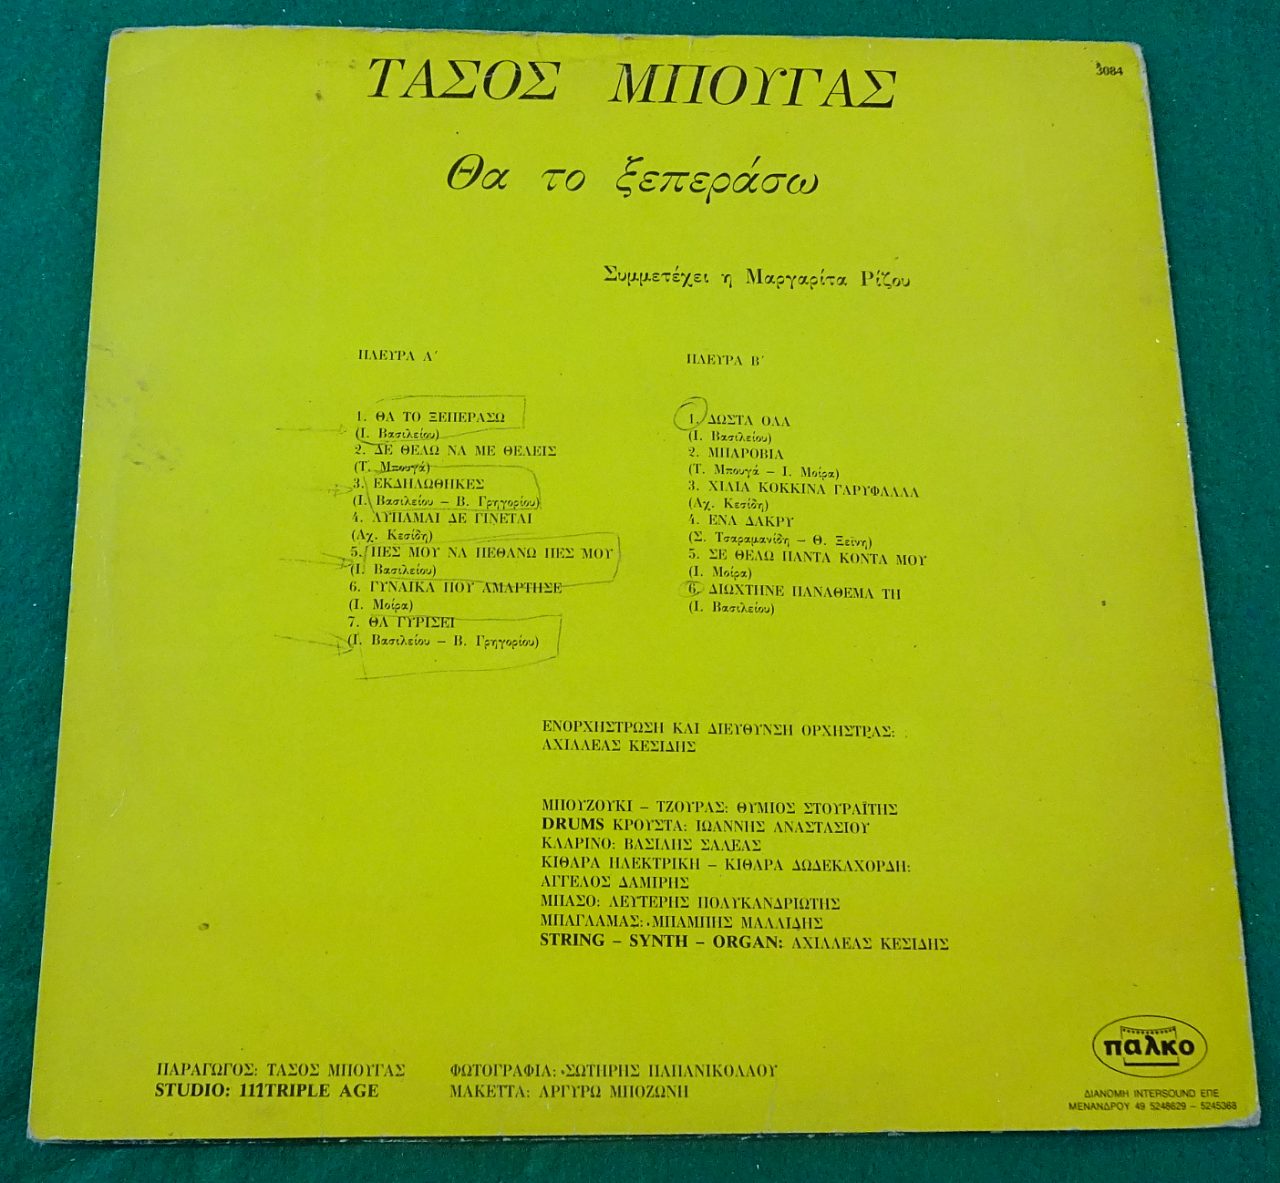 3084
ΤΑΣΟΣ ΜΠΟΥΓΑΣ
Θα το ξεπεράσω
Συμμετέχει η Μαργαρίτα Ρίζου
ΠΛΕΥΡΑ Α΄
1. ΘΑ ΤΟ ΞΕΠΕΡΑΣΩ
(Ι. Βασιλείου)
2. ΔΕ ΘΕΛΩ ΝΑ ΜΕ ΘΕΛΕΙΣ
(Τ. Μπουγά)
3. ΕΚΔΗΛΩΘΗΚΕΣ
(Ι. Βασιλείου – Β. Γρηγορίου)
4. ΛΥΠΑΜΑΙ ΔΕ ΓΙΝΕΤΑΙ
(Αχ. Κεσίδη)
5. ΠΕΣ ΜΟΥ ΝΑ ΠΕΘΑΝΩ ΠΕΣ ΜΟΥ
(Ι. Βασιλείου)
6. ΓΥΝΑΙΚΑ ΠΟΥ ΑΜΑΡΤΗΣΕ
(Ι. Μοίρα)
7. ΘΑ ΓΥΡΙΣΕΙ
(Ι. Βασιλείου – Β. Γρηγορίου)
ΠΛΕΥΡΑ Β΄
1. ΔΩΣΤΑ ΟΛΑ
(Ι. Βασιλείου)
2. ΜΠΑΡΟΒΙΑ
(Τ. Μπουγά – Ι. Μοίρα)
3. ΧΙΛΙΑ ΚΟΚΚΙΝΑ ΓΑΡΥΦΑΛΛΑ
(Αχ. Κεσίδη)
4. ΕΝΑ ΔΑΚΡΥ
(Σ. Τσαραμανίδη – Θ. Ξεϊνη)
5. ΣΕ ΘΕΛΩ ΠΑΝΤΑ ΚΟΝΤΑ ΜΟΥ
(Ι. Μοίρα)
6. ΔΙΩΧΤΗΝΕ ΠΑΝΑΘΕΜΑ ΤΗ
(Ι. Βασιλείου)
ΕΝΟΡΧΗΣΤΡΩΣΗ ΚΑΙ ΔΙΕΥΘΥΝΣΗ ΟΡΧΗΣΤΡΑΣ:
ΑΧΙΛΛΕΑΣ ΚΕΣΙΔΗΣ
ΜΠΟΥΖΟΥΚΙ – ΤΖΟΥΡΑΣ: ΘΥΜΙΟΣ ΣΤΟΥΡΑΪΤΗΣ
DRUMS ΚΡΟΥΣΤΑ: ΙΩΑΝΝΗΣ ΑΝΑΣΤΑΣΙΟΥ
ΚΛΑΡΙΝΟ: ΒΑΣΙΛΗΣ ΣΑΛΕΑΣ
ΚΙΘΑΡΑ ΗΛΕΚΤΡΙΚΗ – ΚΙΘΑΡΑ ΔΩΔΕΚΑΧΟΡΔΗ:
ΑΓΓΕΛΟΣ ΔΑΜΙΡΗΣ
ΜΠΑΣΟ: ΛΕΥΤΕΡΗΣ ΠΟΛΥΚΑΝΔΡΙΩΤΗΣ
ΜΠΑΓΛΑΜΑΣ: ΜΠΑΜΠΗΣ ΜΑΛΛΙΔΗΣ
STRING – SYNTH – ORGAN: ΑΧΙΛΛΕΑΣ ΚΕΣΙΔΗΣ
ΠΑΡΑΓΩΓΟΣ: ΤΑΣΟΣ ΜΠΟΥΓΑΣ
STUDIO: 111TRIPLE AGE
ΦΩΤΟΓΡΑΦΙΑ: ΣΩΤΗΡΗΣ ΠΑΠΑΝΙΚΟΛΛΟΥ
ΜΑΚΕΤΤΑ: ΑΡΓΥΡΩ ΜΠΟΖΩΝΗ
παλκο
ΔΙΑΝΟΜΗ INTERSOUND ΕΠΕ
ΜΕΝΑΝΔΡΟΥ 49 5248629 – 5245368